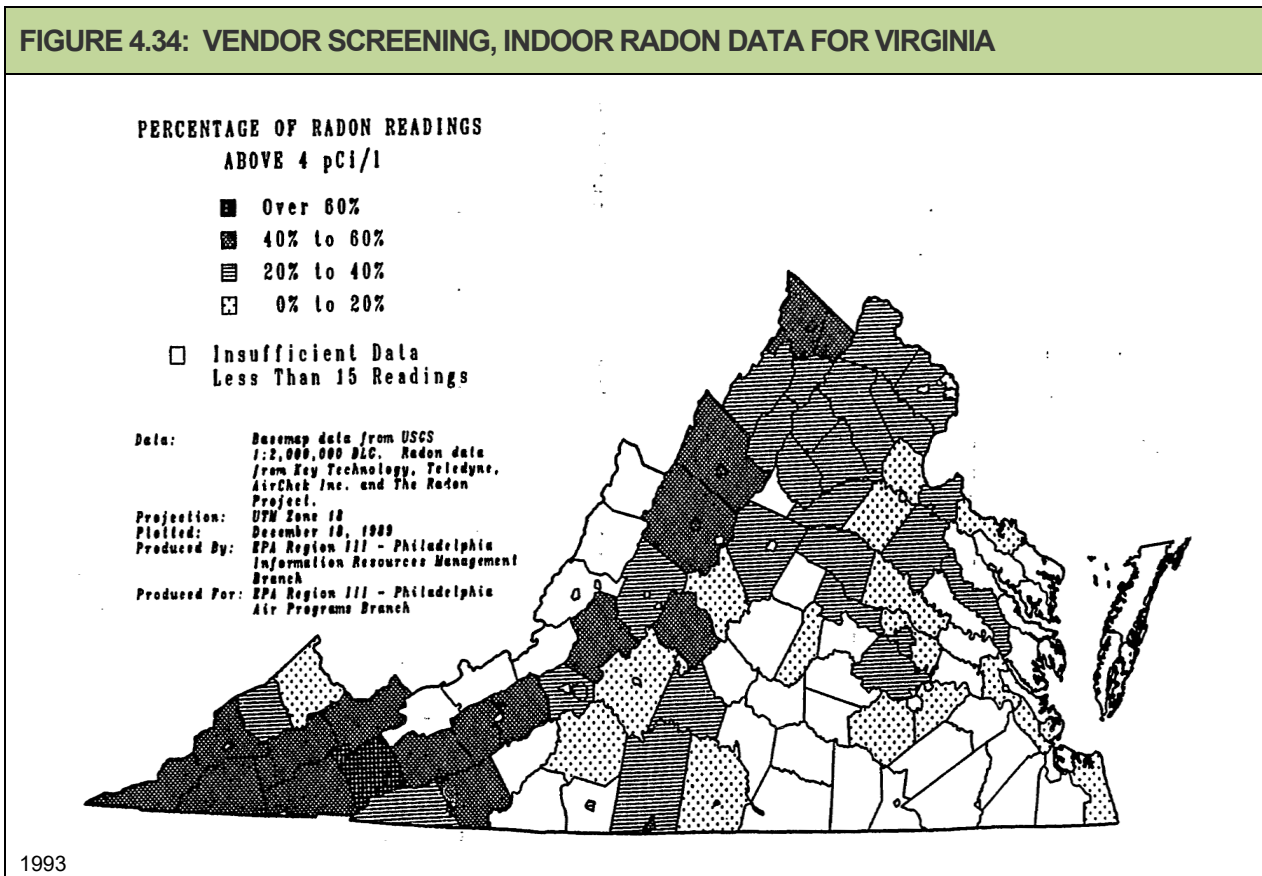 FIGURE 4.34: VENDOR SCREENING, INDOOR RADON DATA FOR VIRGINIA
PERCENTAGE OF RADON READINGS
ABOVE 4 pCi/l
Over 60%
40% to 60%
20% to 40%
0% to 20%
Insufficient Data
Less Than 15 Readings
Data: Basemap data from USGS
1:2,000,000 DLG. Radon data
from Key Technology, Teledyne,
AirChek Inc. and The Radon
Project.
Projection: UTM Zone 18
Plotted: December 18, 1989
Produced By: EPA Region III - Philadelphia
Information Resources Management
Branch
Produced For: EPA Region III - Philadelphia
Air Programs Branch
1993